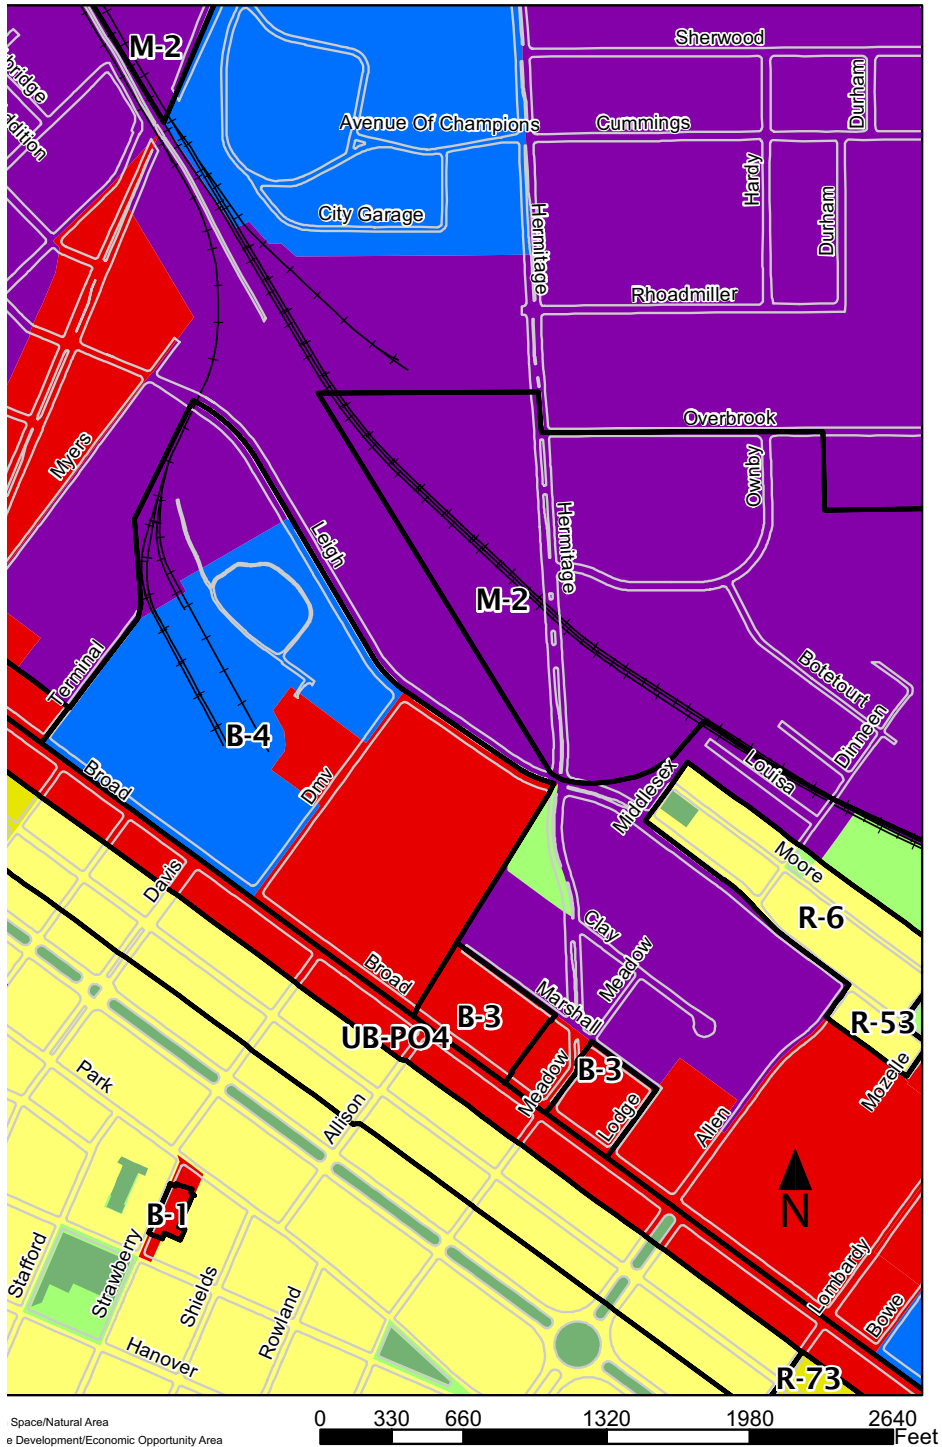 M-2
Sherwood
bridge
ddition
Durham
Avenue Of Champions
Cummings
Hardy
Durham
City Garage
Hermitage
Rhoadmiller
Overbrook
Myers
Ownby
Leigh
Hermitage
M-2
Terminal
Botetourt
Dinneen
B-4
Louisa
Broad
Dmv
Middlesex
Moore
Davis
R-6
Clay
Broad
Meadow
Marshall
B-3
R-53
UB-PO4
B-3
Park
Meadow
Mozelle
Allison
Lodge
Allen
N
B-1
Stafford
Strawberry
Shields
Rowland
Lombardy
Bowe
Hanover
R-73
Space/Natural Area
e Development/Economic Opportunity Area
0 330 660 1320 1980 2640
Feet